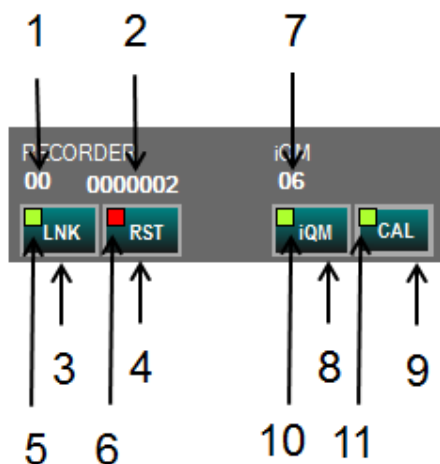 1 2 7
RECORDER iQM
00 0000002 06
LNK RST iQM CAL
3 4 8 9
5 6 10 11